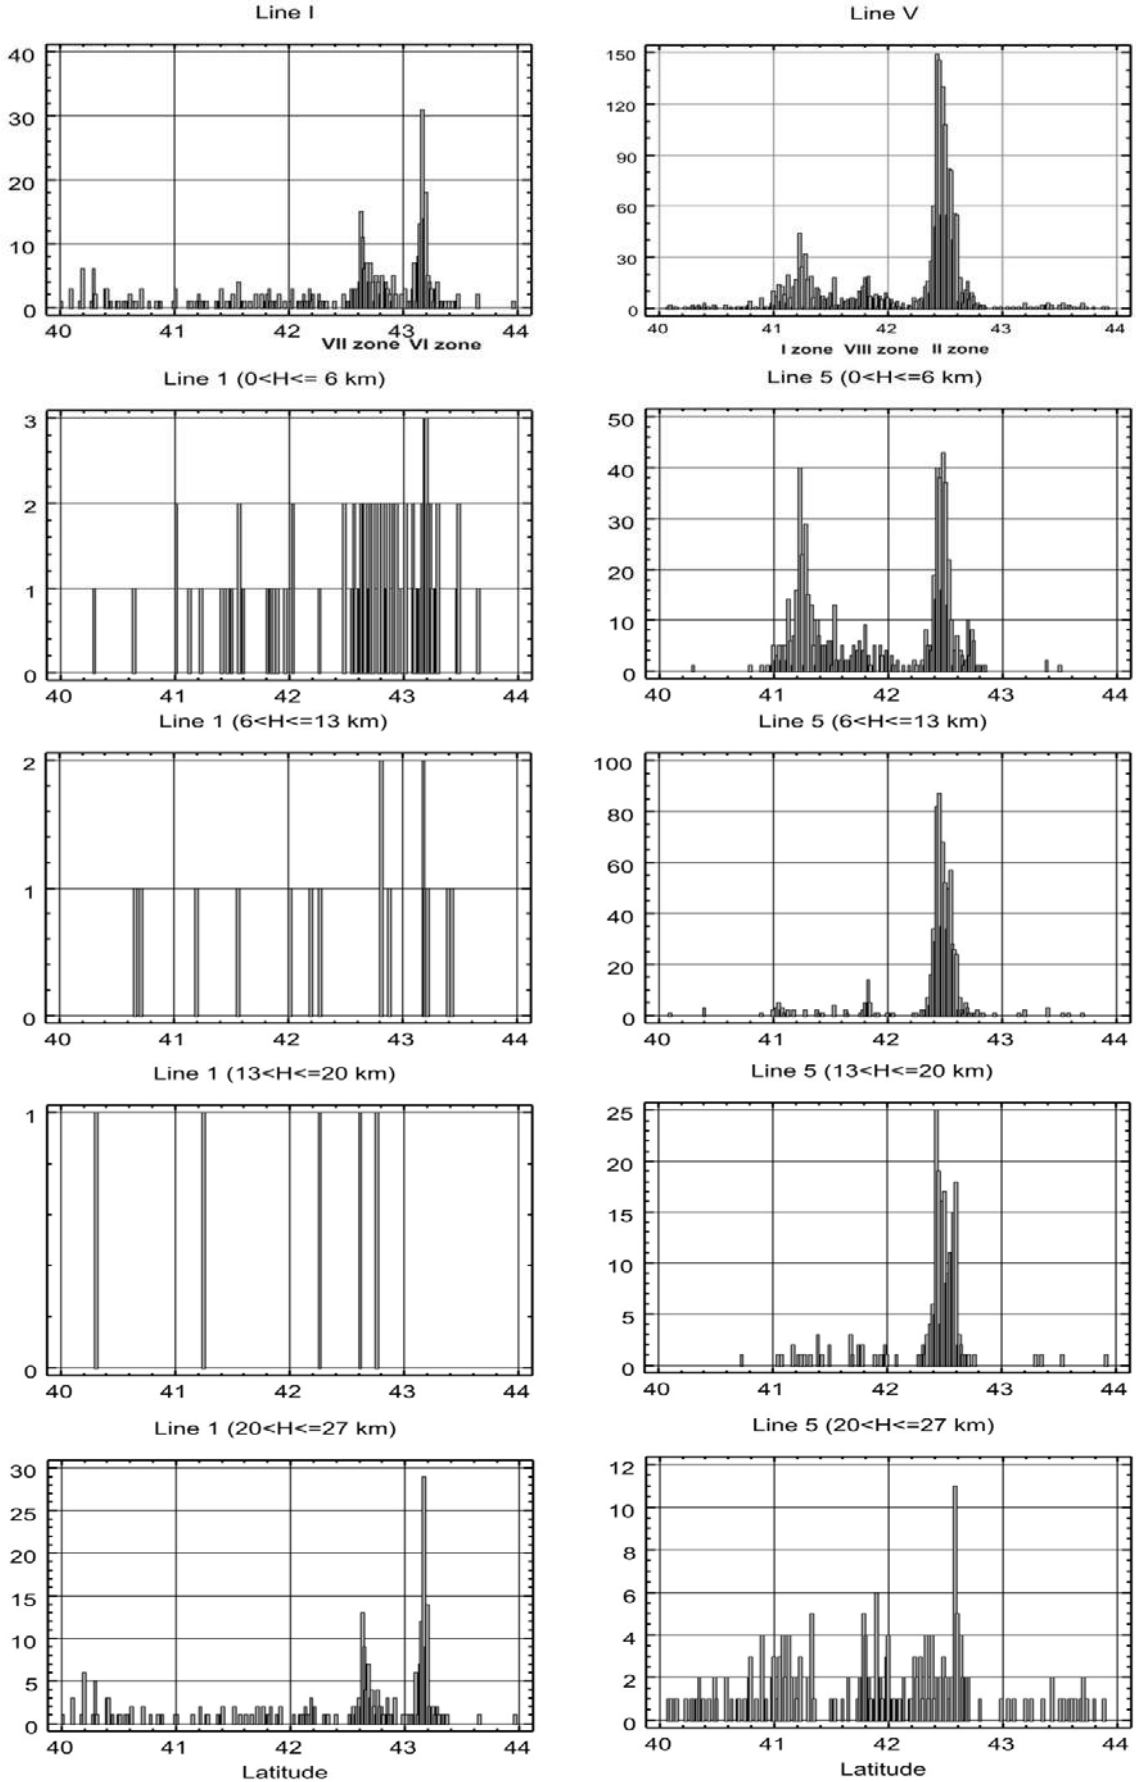 Line I
40
30
20
10
0
40 41 42 43 44
VII zone VI zone
Line V
150
120
90
60
30
0
40 41 42 43 44
I zone VIII zone II zone
Line 1 (0<H<= 6 km)
3
2
1
0
40 41 42 43 44
Line 5 (0<H<=6 km)
50
40
30
20
10
0
40 41 42 43 44
Line 1 (6<H<=13 km)
2
1
0
40 41 42 43 44
Line 5 (6<H<=13 km)
100
80
60
40
20
0
40 41 42 43 44
Line 1 (13<H<=20 km)
1
0
40 41 42 43 44
Line 5 (13<H<=20 km)
25
20
15
10
5
0
40 41 42 43 44
Line 1 (20<H<=27 km)
30
25
20
15
10
5
0
40 41 42 43 44
Latitude
Line 5 (20<H<=27 km)
12
10
8
6
4
2
0
40 41 42 43 44
Latitude